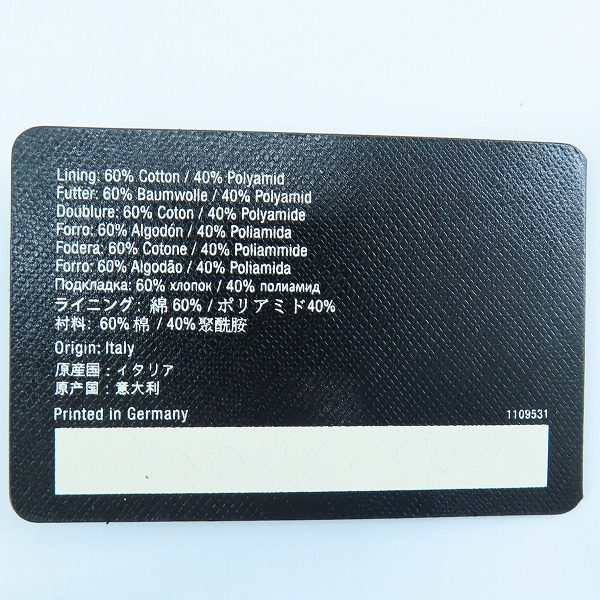 Lining: 60% Cotton / 40% Polyamid
Futter: 60% Baumwolle / 40% Polyamid
Doublure: 60% Coton / 40% Polyamide
Forro: 60% Algodón / 40% Poliamida
Fodera: 60% Cotone / 40% Poliammide
Forro: 60% Algodão / 40% Poliamida
Подкладка: 60% хлопок / 40% полиамид
ライニング: 綿 60% / ポリアミド40%
材料: 60% 棉 / 40% 聚酰胺
Origin: Italy
原産国 : イタリア
原产国 : 意大利
Printed in Germany
1109531